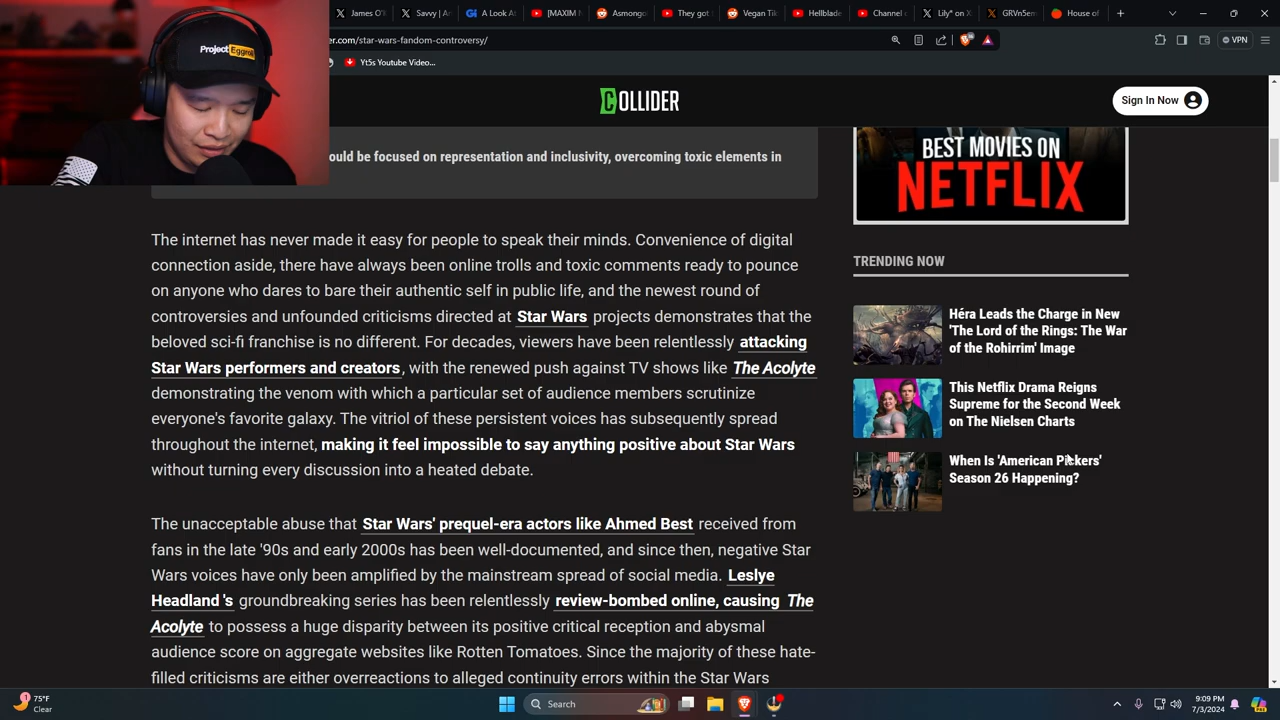 James O'l
Savvy | Ar
A Look At
[MAXIM N
Asmongo
They got
Vegan Tik
Hellblade
Channel c
Lily* on X
GRVn5em
House of
er.com/star-wars-fandom-controversy/
VPN
Yt5s Youtube Video...
Project Eggroll
COLLIDER
Sign In Now
ould be focused on representation and inclusivity, overcoming toxic elements in
BEST MOVIES ON
NETFLIX
The internet has never made it easy for people to speak their minds. Convenience of digital
connection aside, there have always been online trolls and toxic comments ready to pounce
on anyone who dares to bare their authentic self in public life, and the newest round of
controversies and unfounded criticisms directed at Star Wars projects demonstrates that the
beloved sci-fi franchise is no different. For decades, viewers have been relentlessly attacking
Star Wars performers and creators, with the renewed push against TV shows like The Acolyte
demonstrating the venom with which a particular set of audience members scrutinize
everyone's favorite galaxy. The vitriol of these persistent voices has subsequently spread
throughout the internet, making it feel impossible to say anything positive about Star Wars
without turning every discussion into a heated debate.
The unacceptable abuse that Star Wars' prequel-era actors like Ahmed Best received from
fans in the late '90s and early 2000s has been well-documented, and since then, negative Star
Wars voices have only been amplified by the mainstream spread of social media. Leslye
Headland 's groundbreaking series has been relentlessly review-bombed online, causing The
Acolyte to possess a huge disparity between its positive critical reception and abysmal
audience score on aggregate websites like Rotten Tomatoes. Since the majority of these hate-
filled criticisms are either overreactions to alleged continuity errors within the Star Wars
TRENDING NOW
Héra Leads the Charge in New
'The Lord of the Rings: The War
of the Rohirrim' Image
This Netflix Drama Reigns
Supreme for the Second Week
on The Nielsen Charts
When Is 'American Pickers'
Season 26 Happening?
75°F
Clear
Search
9:09 PM
7/3/2024